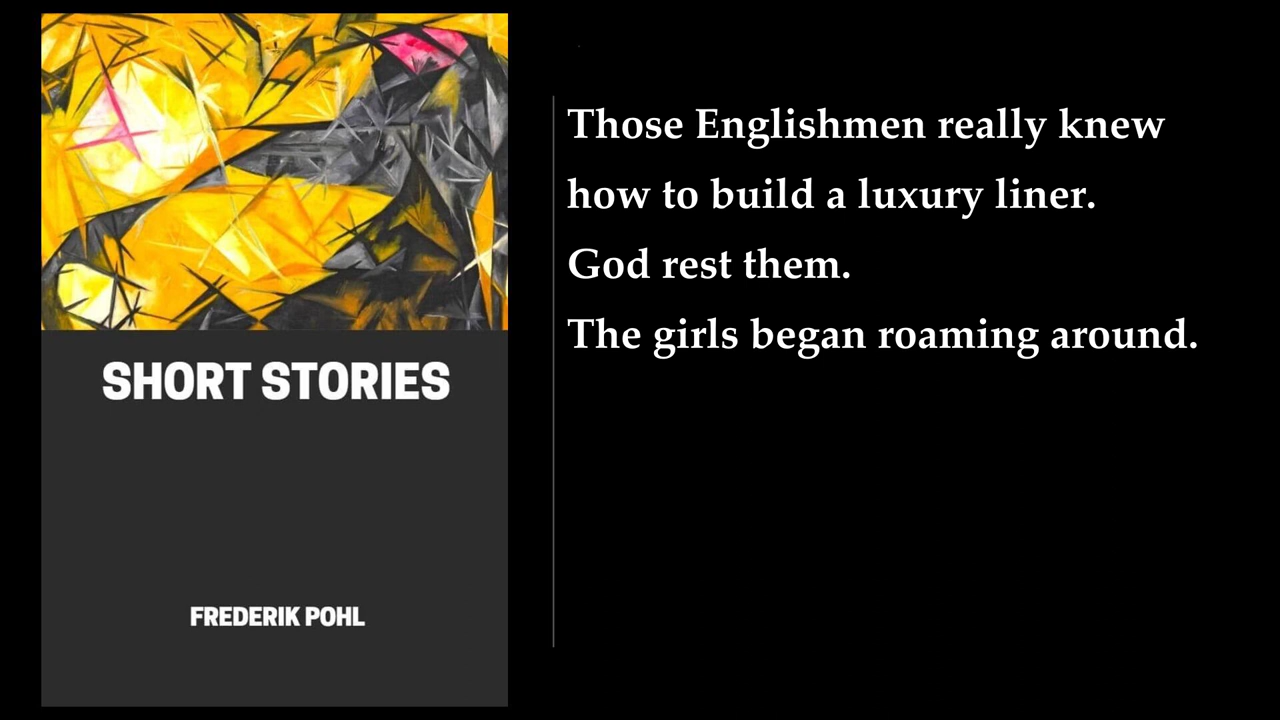 SHORT STORIES
FREDERIK POHL
Those Englishmen really knew
how to build a luxury liner.
God rest them.
The girls began roaming around.